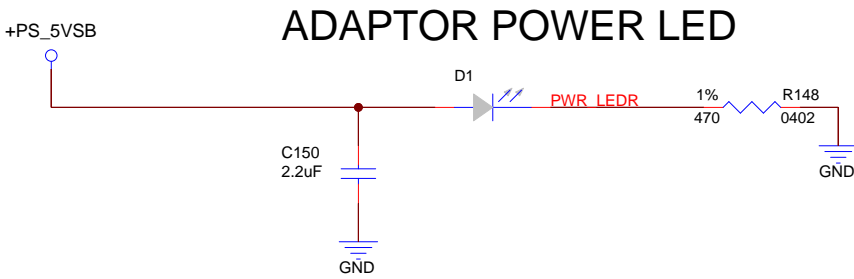 ADAPTOR POWER LED
+PS_5VSB
D1
PWR_LEDR
1%
470
R148
0402
C150
2.2uF
GND
GND